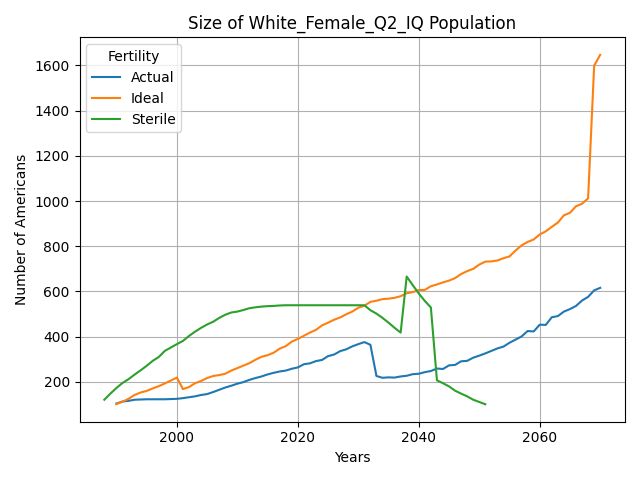 Size of White_Female_Q2_IQ Population
Fertility
Actual
Ideal
Sterile
Number of Americans
1600
1400
1200
1000
800
600
400
200
2000
2020
2040
2060
Years